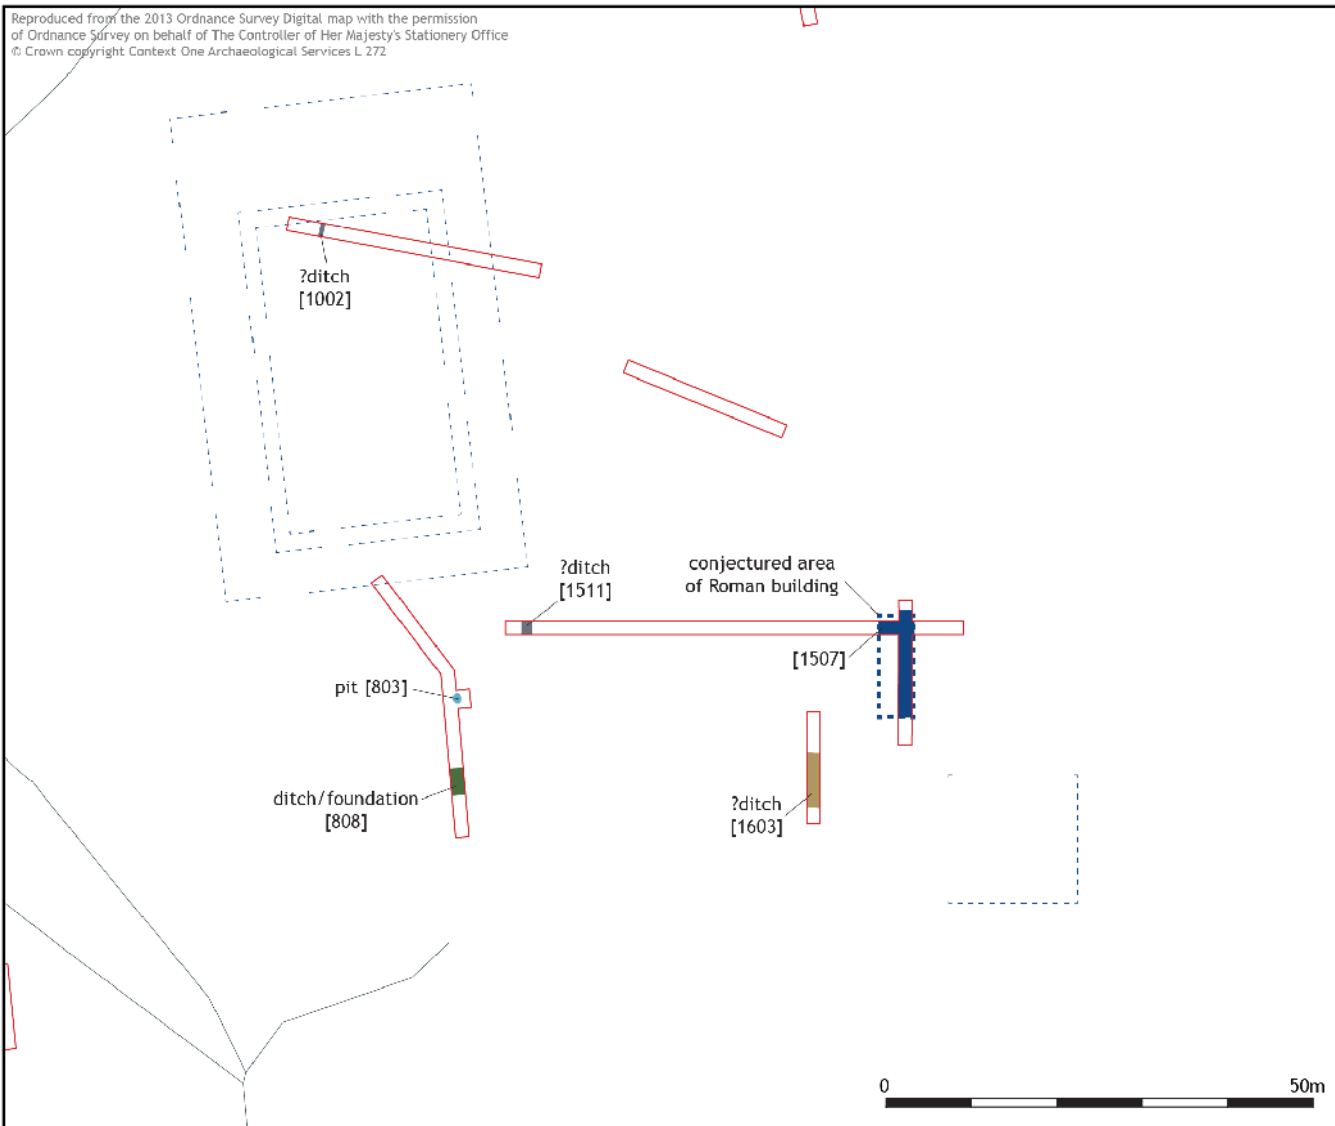 Reproduced from the 2013 Ordnance Survey Digital map with the permission
of Ordnance Survey on behalf of The Controller of Her Majesty's Stationery Office
© Crown copyright Context One Archaeological Services L 272
?ditch
[1002]
?ditch
[1511]
conjectured area
of Roman building
[1507]
pit [803]
ditch/foundation
[808]
?ditch
[1603]
0
50m